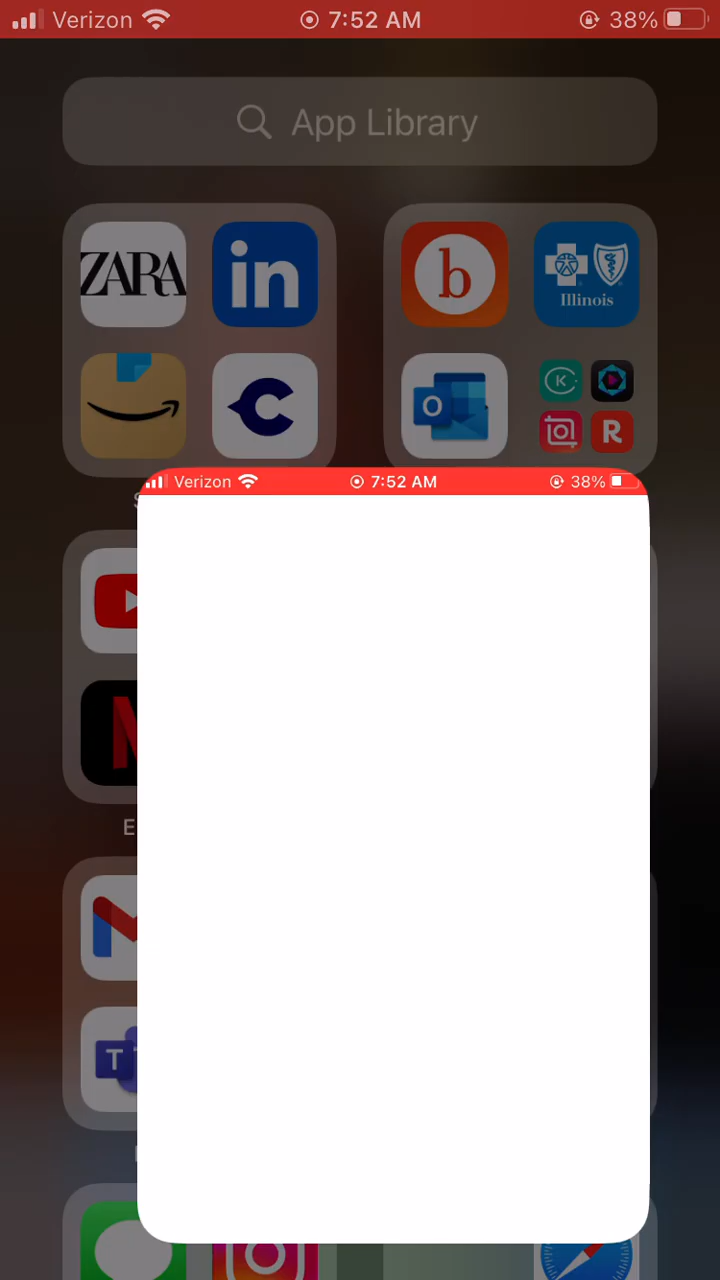 Verizon 7:52 AM 38%
App Library
ZARA in b Illinois
C O K R
Verizon 7:52 AM 38%
E
T